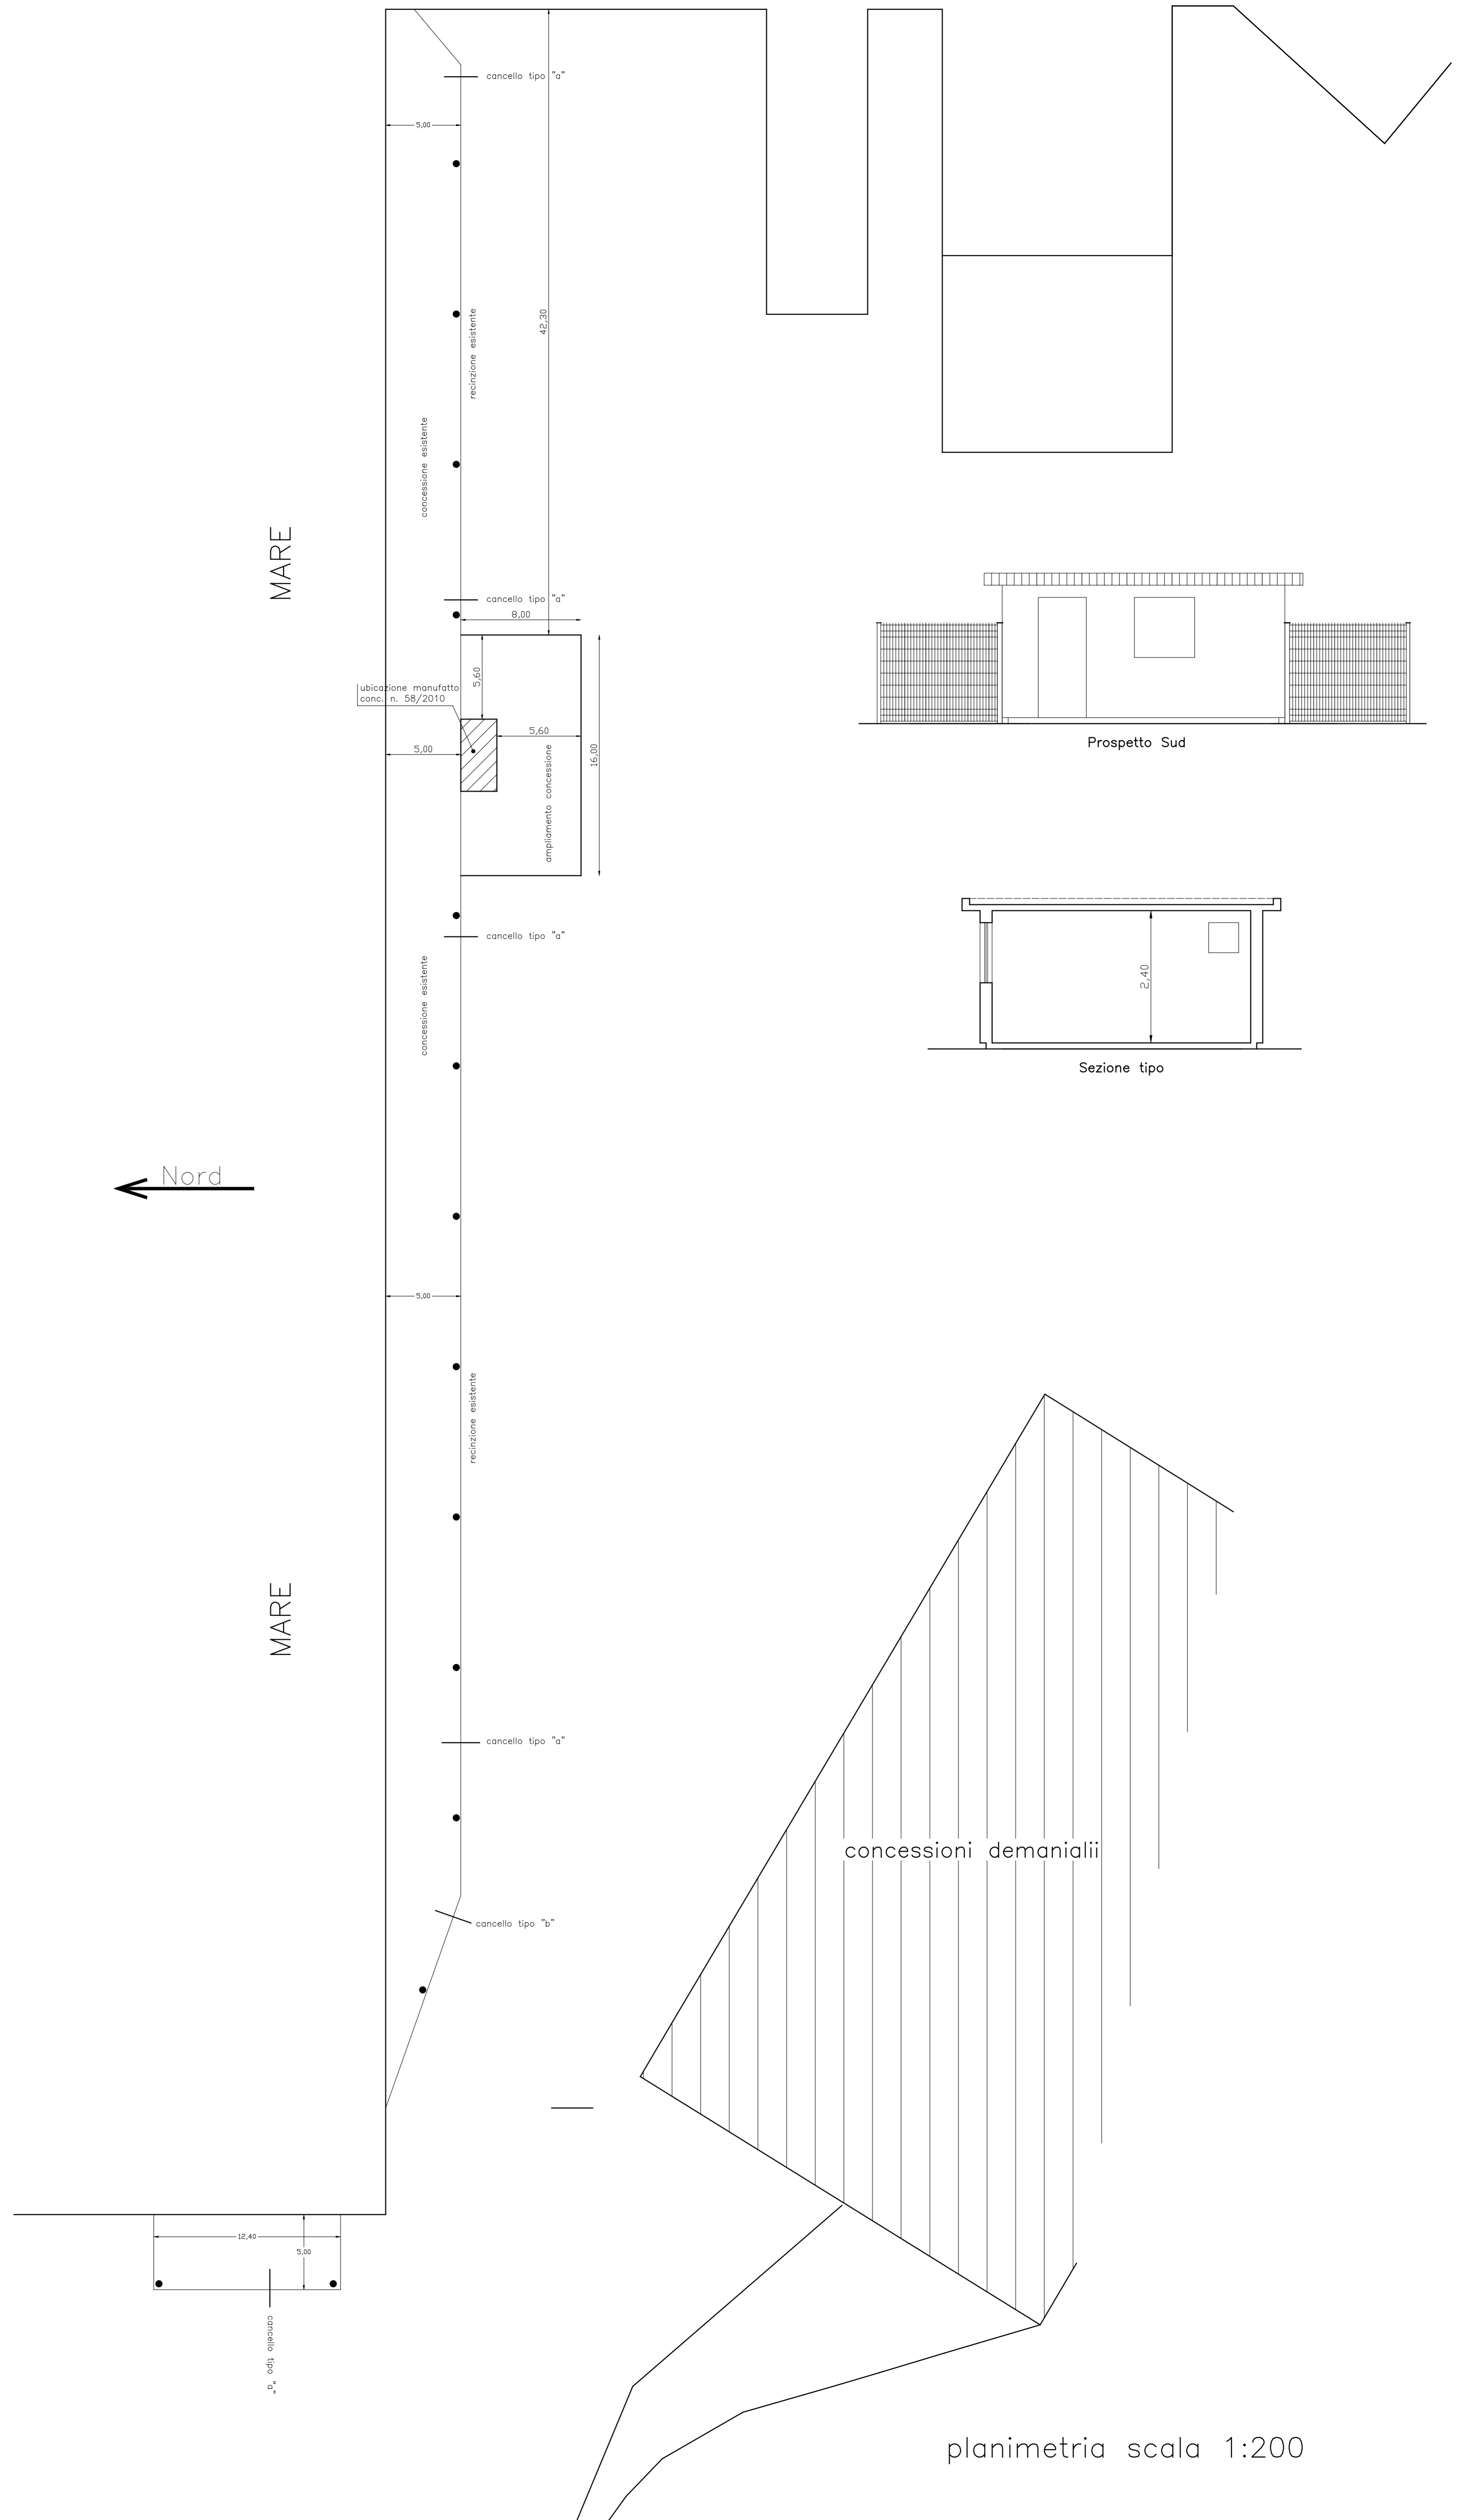 cancello tipo "a"
5,00
42,30
recinzione esistente
concessione esistente
MARE
cancello tipo "a"
8,00
5,60
ubicazione manufatto
conc. n. 58/2010
5,60
5,00
16,00
ampliamento concessione
Prospetto Sud
2,40
Sezione tipo
cancello tipo "a"
concessione esistente
Nord
5,00
recinzione esistente
MARE
cancello tipo "a"
concessioni demanialii
cancello tipo "b"
12,40
5,00
cancello tipo "a"
planimetria scala 1:200